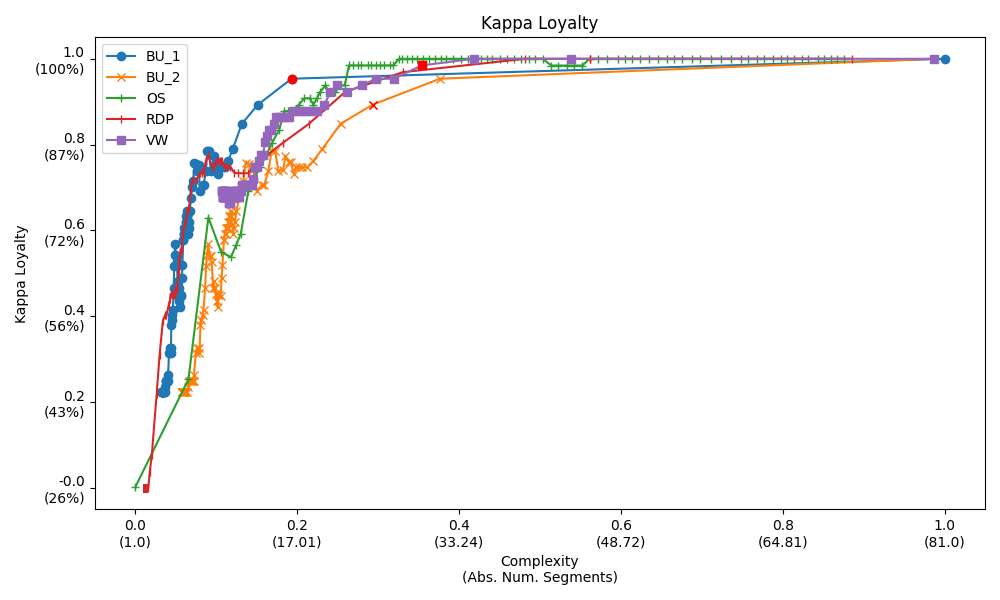 Kappa Loyalty
BU_1
BU_2
OS
RDP
VW
Kappa Loyalty
1.0
(100%)
0.8
(87%)
0.6
(72%)
0.4
(56%)
0.2
(43%)
-0.0
(26%)
0.0
(1.0)
0.2
(17.01)
0.4
(33.24)
0.6
(48.72)
0.8
(64.81)
1.0
(81.0)
Complexity
(Abs. Num. Segments)